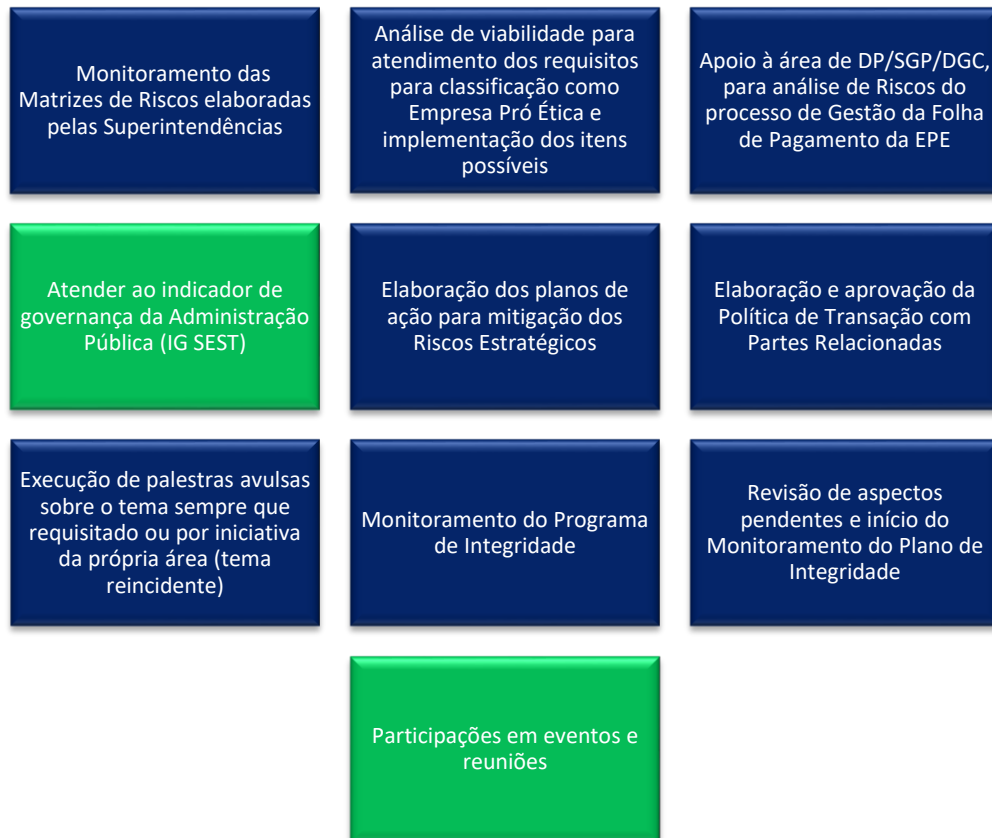 Monitoramento das
Matrizes de Riscos elaboradas
pelas Superintendências
Análise de viabilidade para
atendimento dos requisitos
para classificação como
Empresa Pró Ética e
implementação dos itens
possíveis
Apoio à área de DP/SGP/DGC,
para análise de Riscos do
processo de Gestão da Folha
de Pagamento da EPE
Atender ao indicador de
governança da Administração
Pública (IG SEST)
Elaboração dos planos de
ação para mitigação dos
Riscos Estratégicos
Elaboração e aprovação da
Política de Transação com
Partes Relacionadas
Execução de palestras avulsas
sobre o tema sempre que
requisitado ou por iniciativa
da própria área (tema
reincidente)
Monitoramento do Programa
de Integridade
Revisão de aspectos
pendentes e início do
Monitoramento do Plano de
Integridade
Participações em eventos e
reuniões